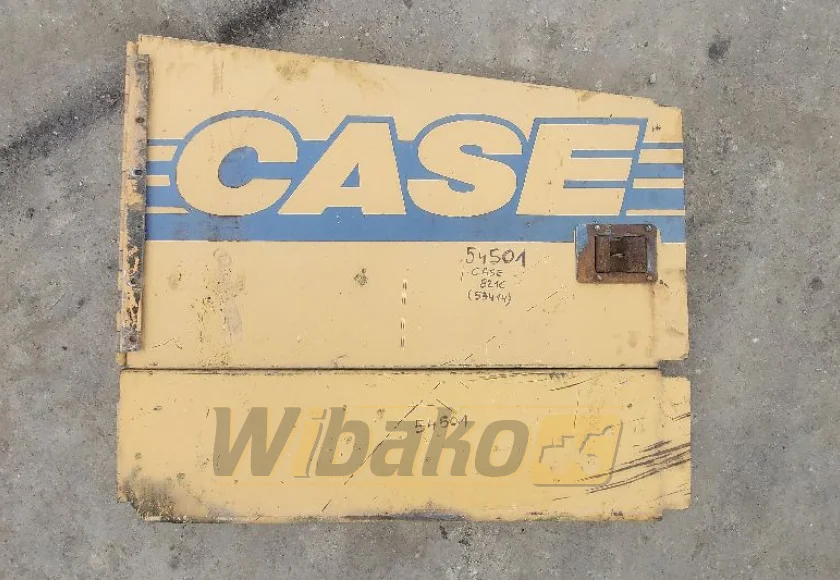 CASE
54501
CASE
821C
(53414)
54501
Wibako